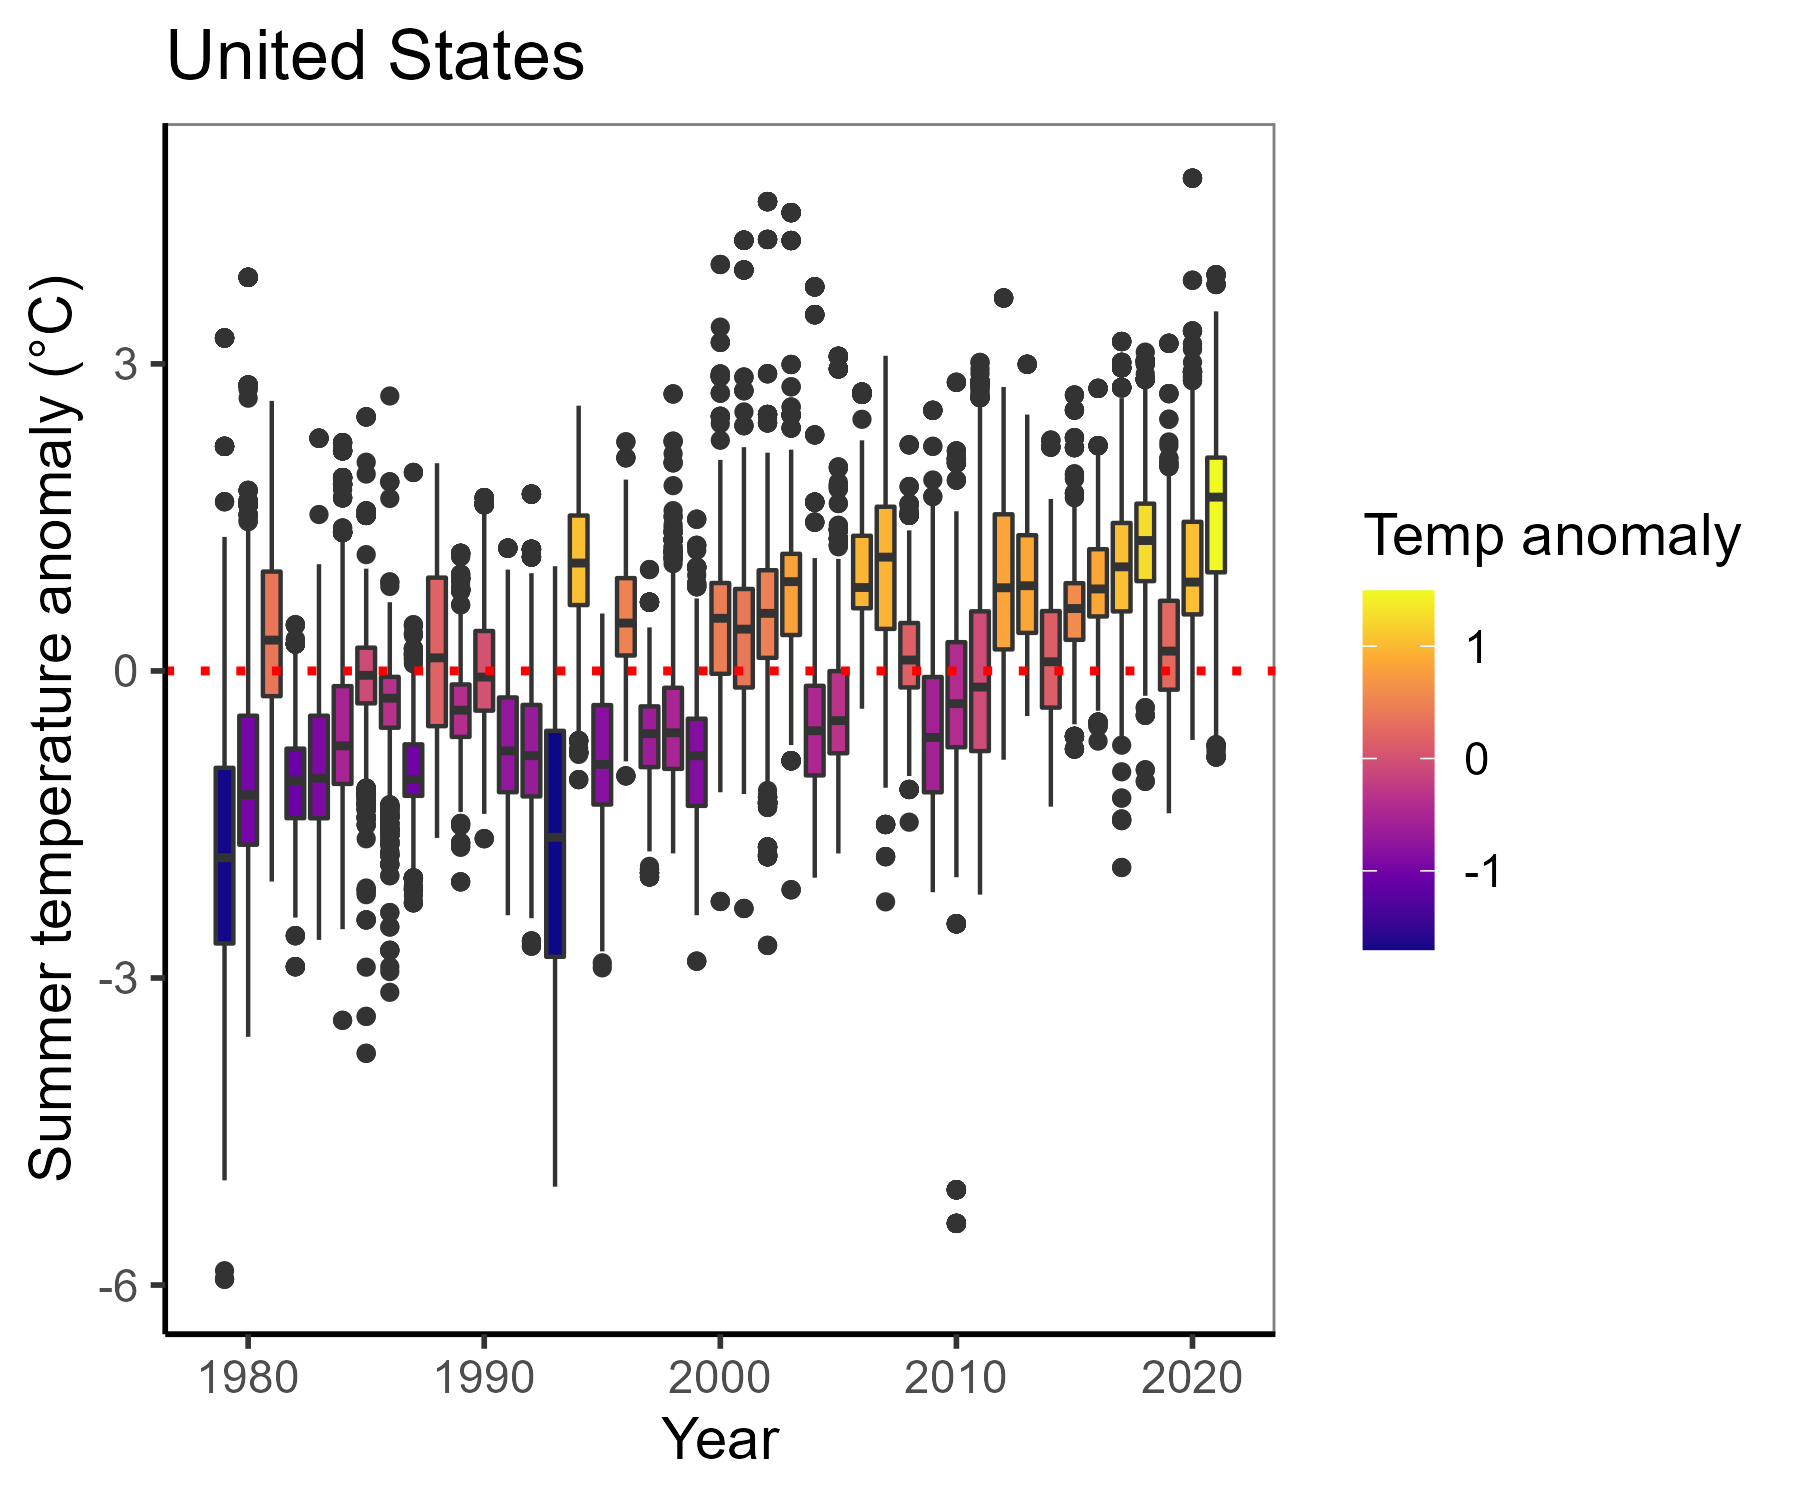 United States
Summer temperature anomaly (°C)
3
0
-3
-6
1980 1990 2000 2010 2020
Year
Temp anomaly
1
0
-1